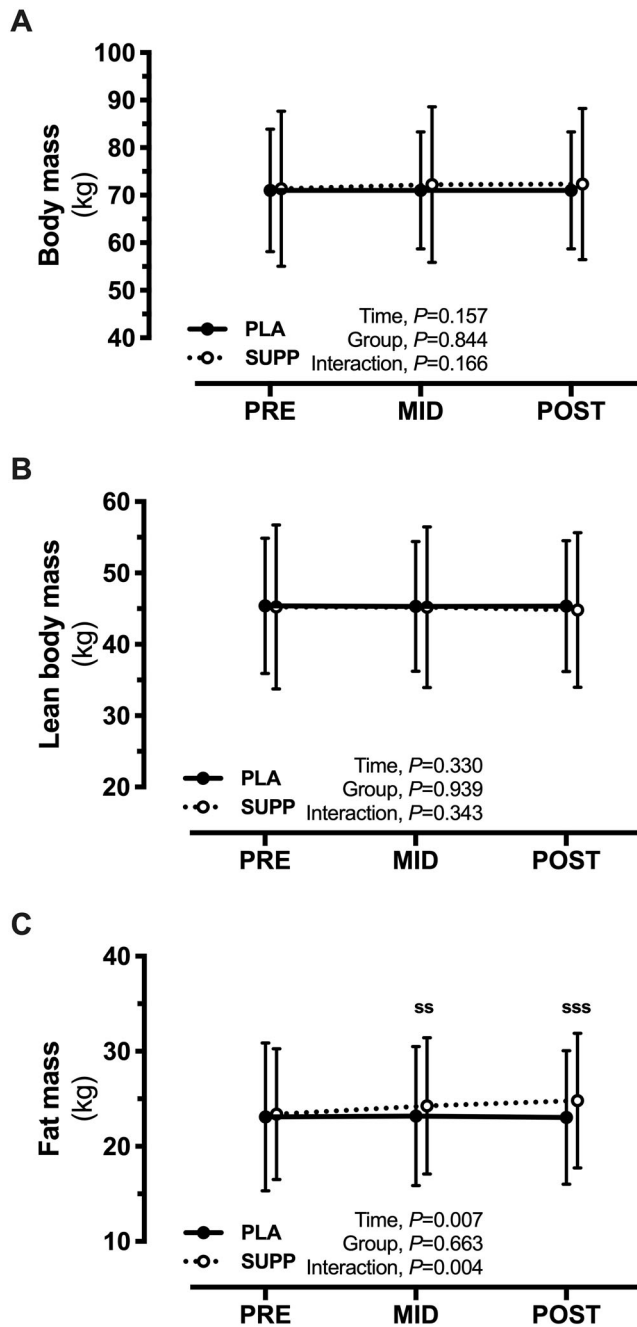 A
Body mass
(kg)
100
90
80
70
60
50
40
PLA
SUPP
Time, P=0.157
Group, P=0.844
Interaction, P=0.166
PRE MID POST
B
Lean body mass
(kg)
60
50
40
30
20
PLA
SUPP
Time, P=0.330
Group, P=0.939
Interaction, P=0.343
PRE MID POST
C
Fat mass
(kg)
40
30
20
10
ss sss
PLA
SUPP
Time, P=0.007
Group, P=0.663
Interaction, P=0.004
PRE MID POST